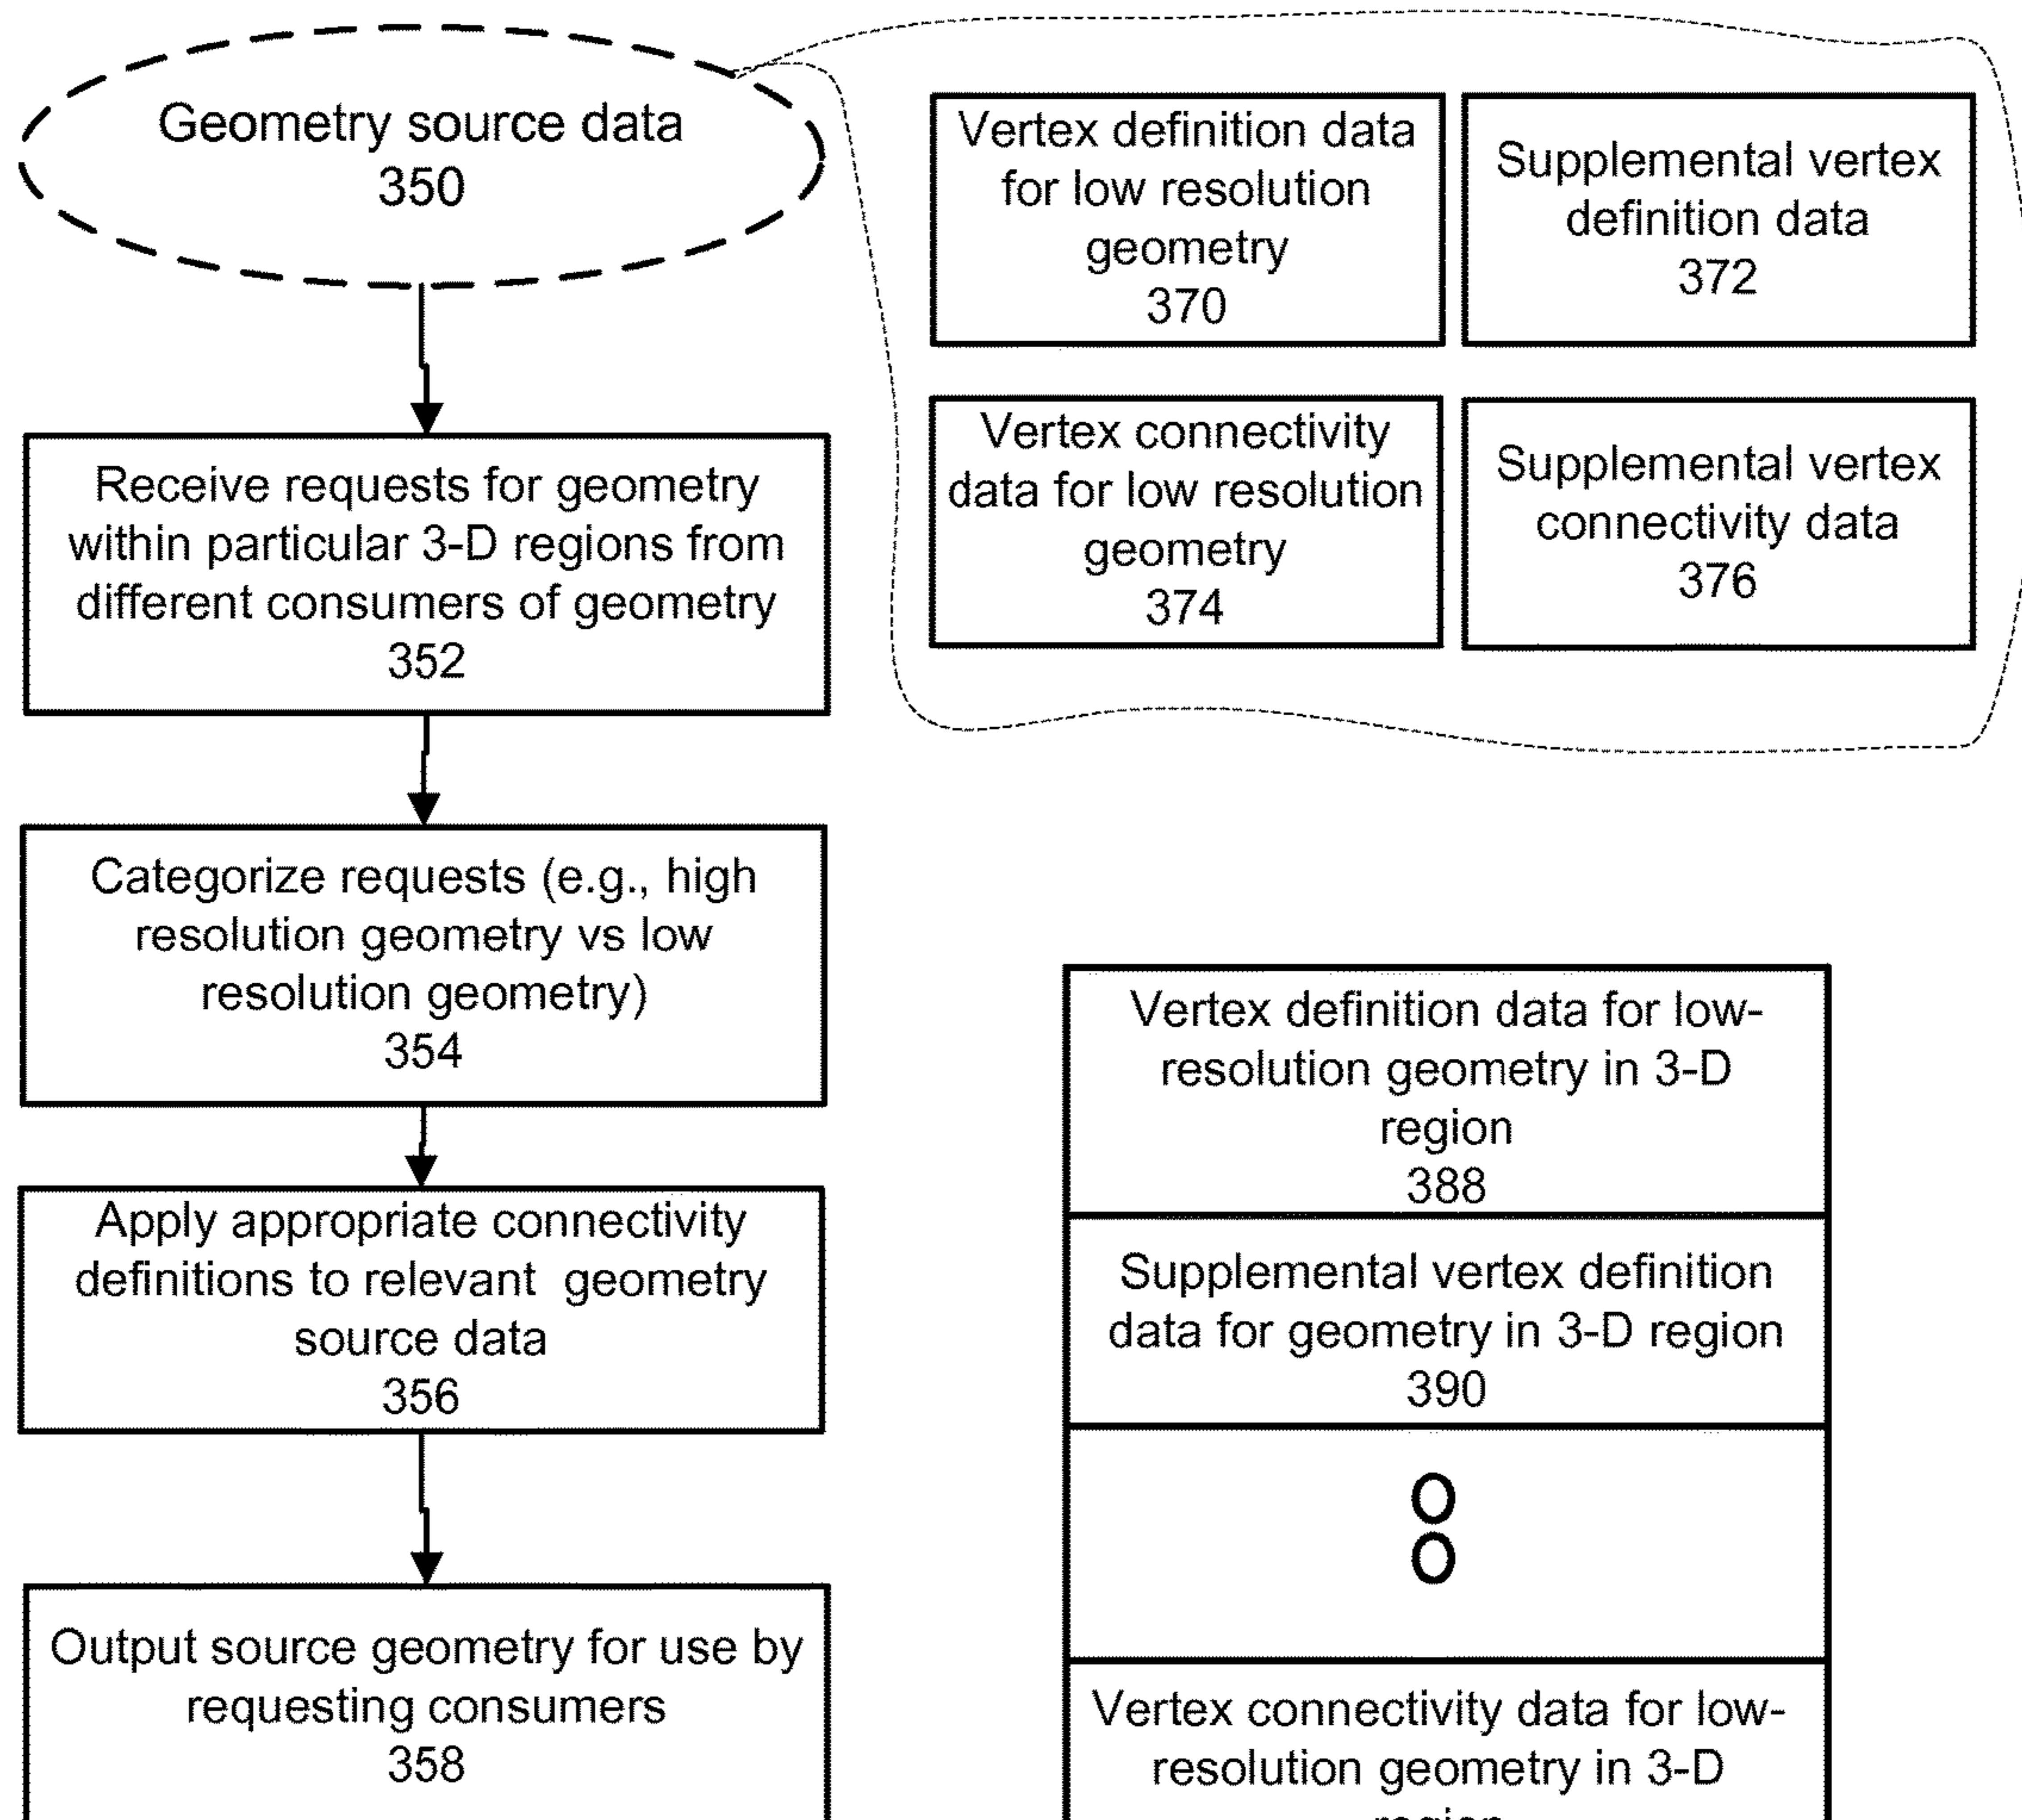 Geometry source data
350
Receive requests for geometry
within particular 3-D regions from
different consumers of geometry
352
Categorize requests (e.g., high
resolution geometry vs low
resolution geometry)
354
Apply appropriate connectivity
definitions to relevant geometry
source data
356
Output source geometry for use by
requesting consumers
358
Vertex definition data
for low resolution
geometry
370
Supplemental vertex
definition data
372
Vertex connectivity
data for low resolution
geometry
374
Supplemental vertex
connectivity data
376
Vertex definition data for low-
resolution geometry in 3-D
region
388
Supplemental vertex definition
data for geometry in 3-D region
390
Vertex connectivity data for low-
resolution geometry in 3-D